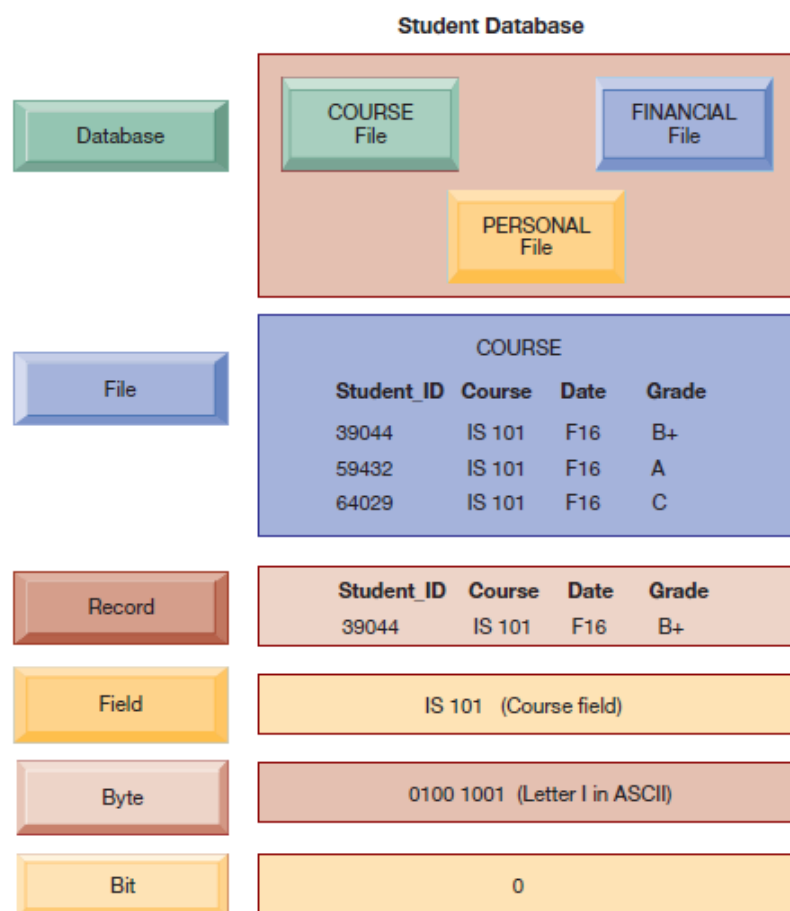 Student Database
Database
COURSE
File
FINANCIAL
File
PERSONAL
File
File
COURSE
Student_ID Course Date Grade
39044 IS 101 F16 B+
59432 IS 101 F16 A
64029 IS 101 F16 C
Record
Student_ID Course Date Grade
39044 IS 101 F16 B+
Field
IS 101 (Course field)
Byte
0100 1001 (Letter I in ASCII)
Bit
0